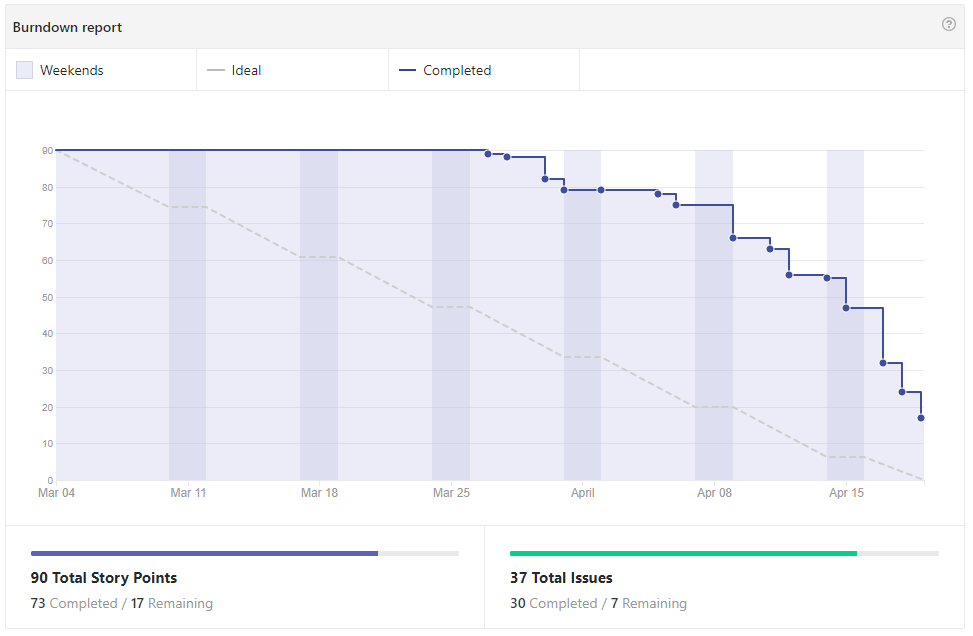 Burndown report
Weekends Ideal Completed
90
80
70
60
50
40
30
20
10
0
Mar 04 Mar 11 Mar 18 Mar 25 April Apr 08 Apr 15
90 Total Story Points
73 Completed / 17 Remaining
37 Total Issues
30 Completed / 7 Remaining